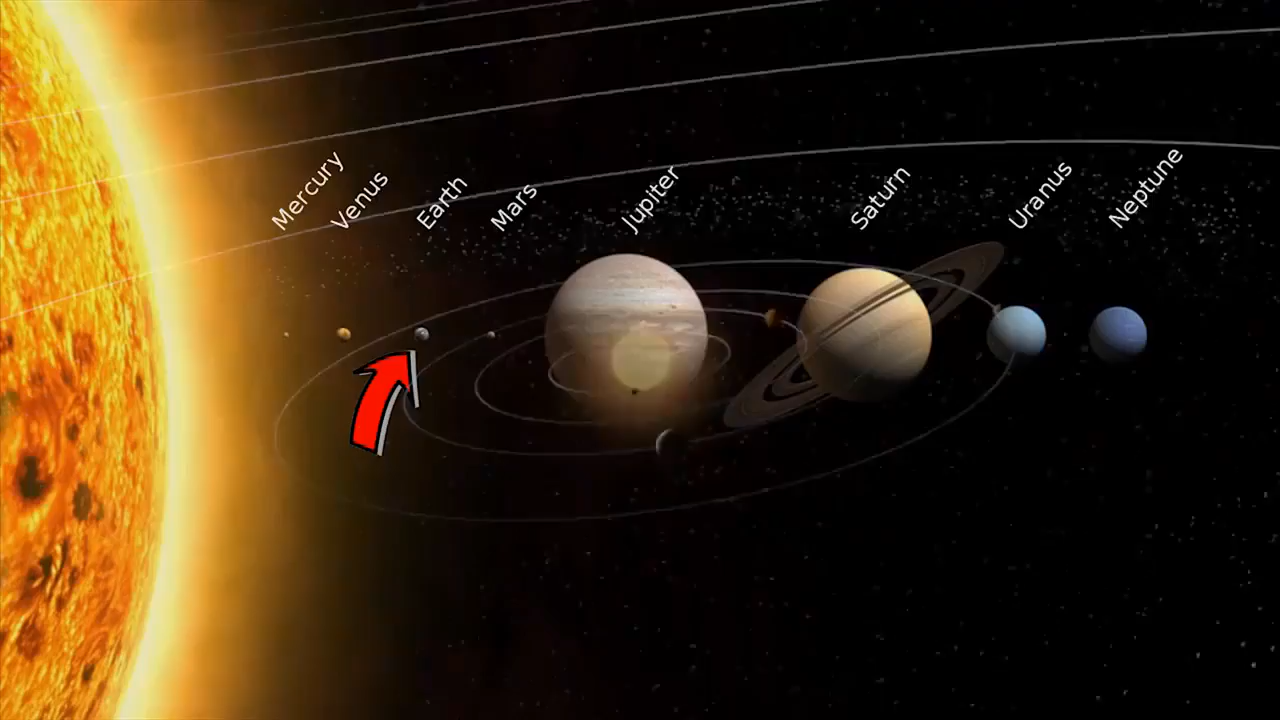 Mercury
Venus
Earth
Mars
Jupiter
Saturn
Uranus
Neptune